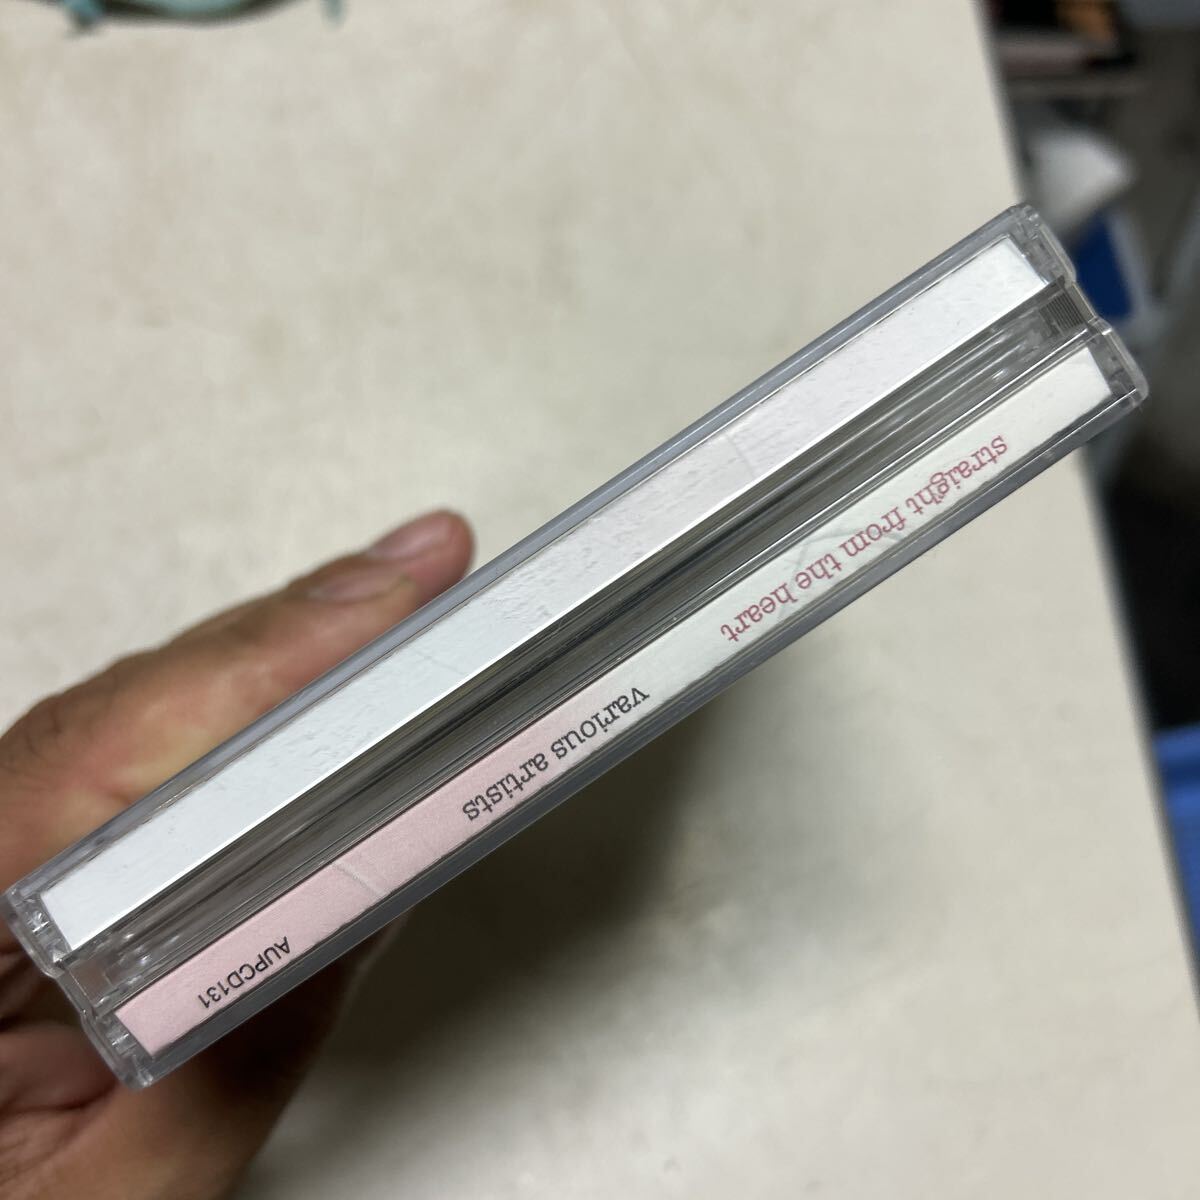 straight from the heart
various artists
AUPCD131